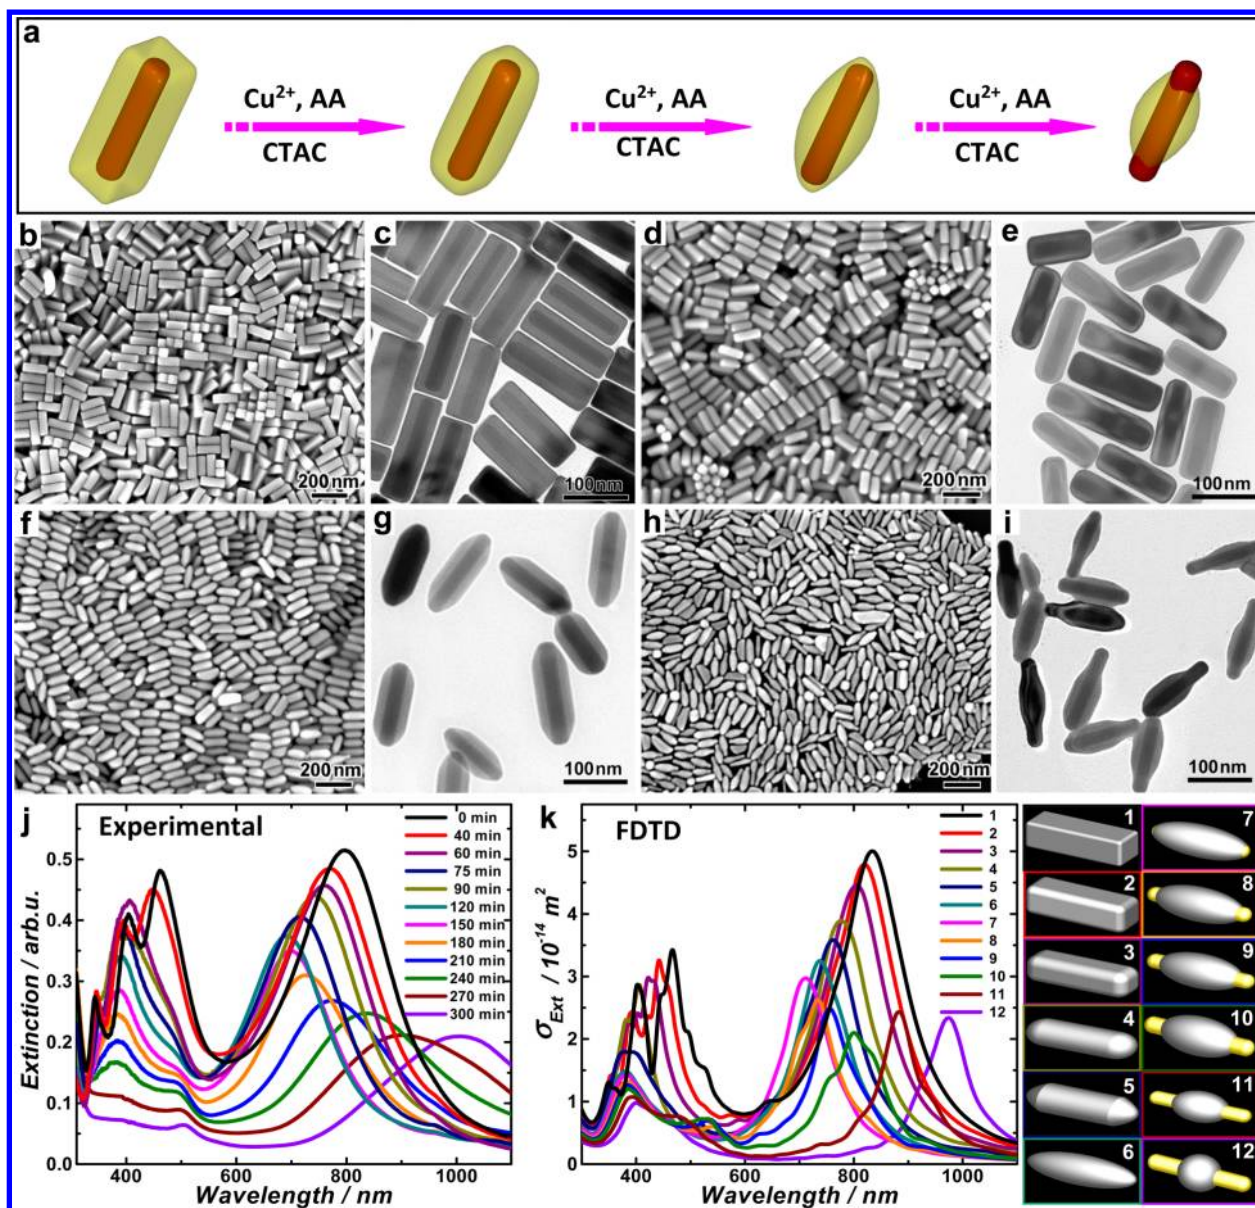 a
Cu²⁺, AA
CTAC
Cu²⁺, AA
CTAC
Cu²⁺, AA
CTAC
b
200 nm
c
100 nm
d
200 nm
e
100 nm
f
200 nm
g
100 nm
h
200 nm
i
100 nm
j
Experimental
0 min
40 min
60 min
75 min
90 min
120 min
150 min
180 min
210 min
240 min
270 min
300 min
Extinction / arb.u.
0.5
0.4
0.3
0.2
0.1
0.0
400 600 800 1000
Wavelength / nm
k
FDTD
1
2
3
4
5
6
7
8
9
10
11
12
σExt / 10⁻¹⁴ m²
5
4
3
2
1
0
400 600 800 1000
Wavelength / nm
1 7
2 8
3 9
4 10
5 11
6 12